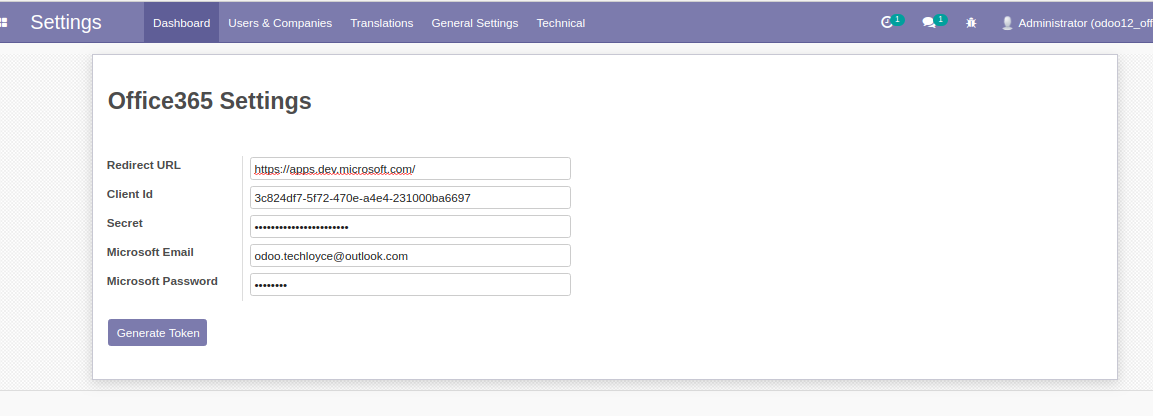 Settings Dashboard Users & Companies Translations General Settings Technical 1 1 Administrator (odoo12_off
Office365 Settings
Redirect URL https://apps.dev.microsoft.com/
Client Id 3c824df7-5f72-470e-a4e4-231000ba6697
Secret •••••••••••••••••••••••
Microsoft Email odoo.techloyce@outlook.com
Microsoft Password ••••••••
Generate Token